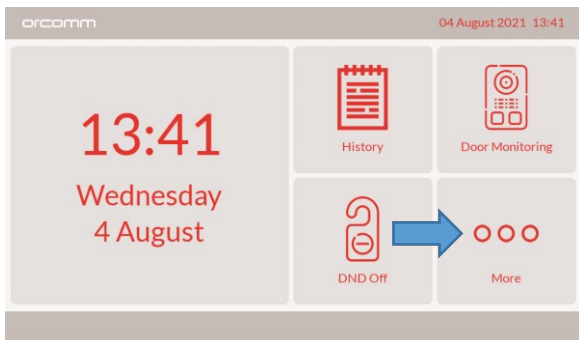 orcomm
04 August 2021 13:41
13:41
Wednesday
4 August
History
Door Monitoring
DND Off
More